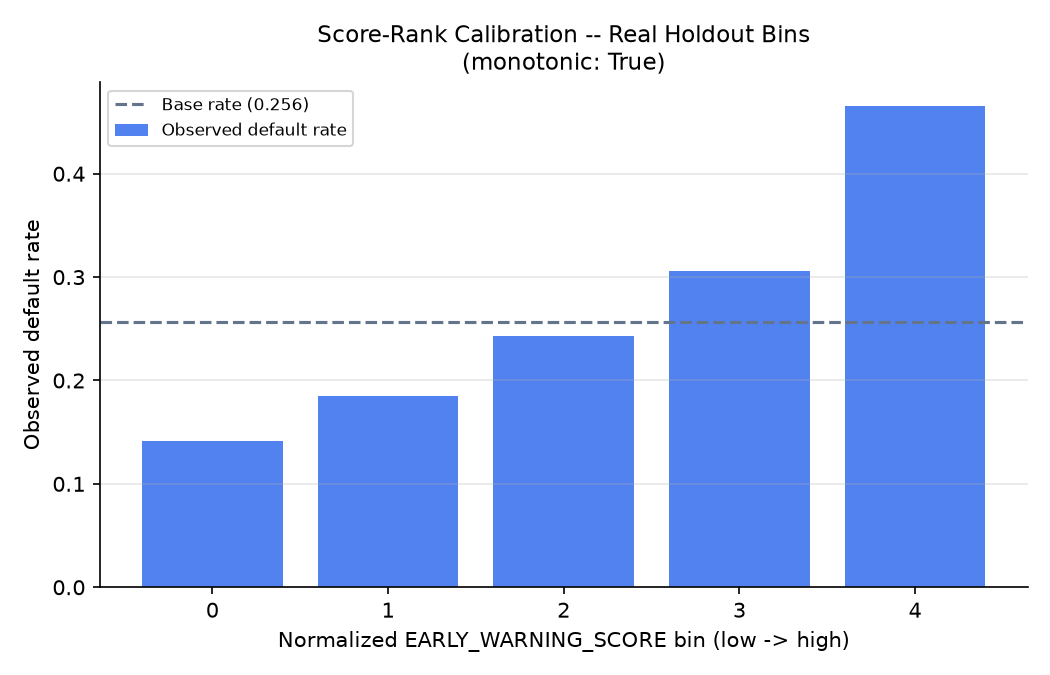 Score-Rank Calibration -- Real Holdout Bins
(monotonic: True)
Base rate (0.256)
Observed default rate
Observed default rate
0.4
0.3
0.2
0.1
0.0
0 1 2 3 4
Normalized EARLY_WARNING_SCORE bin (low -> high)